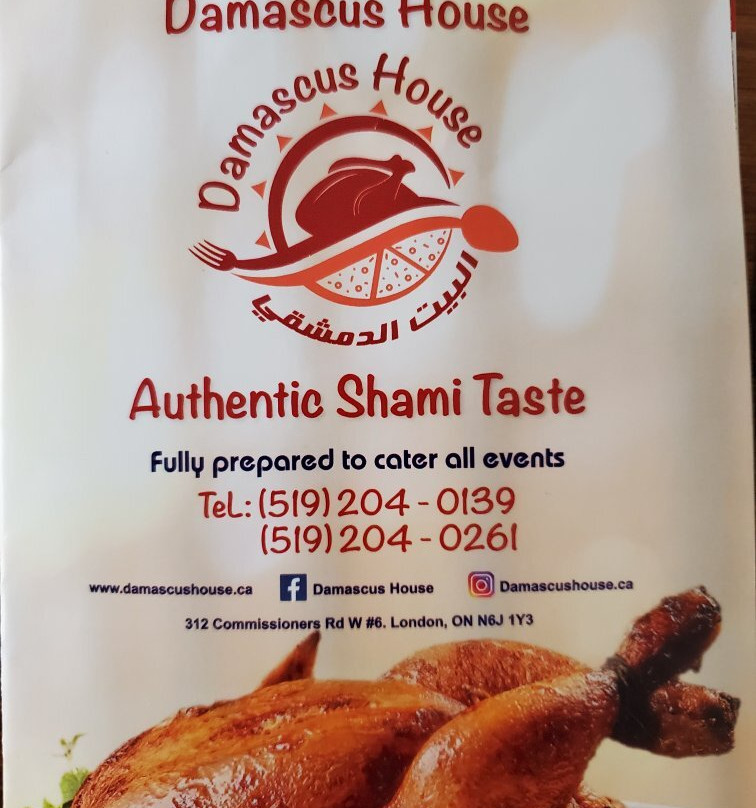 Damascus House
Damascus House
البيت الدمشقي
Authentic Shami Taste
Fully prepared to cater all events
TeL: (519) 204 - 0139
(519) 204 - 0261
www.damascushouse.ca Damascus House Damascushouse.ca
312 Commissioners Rd W #6. London, ON N6J 1Y3